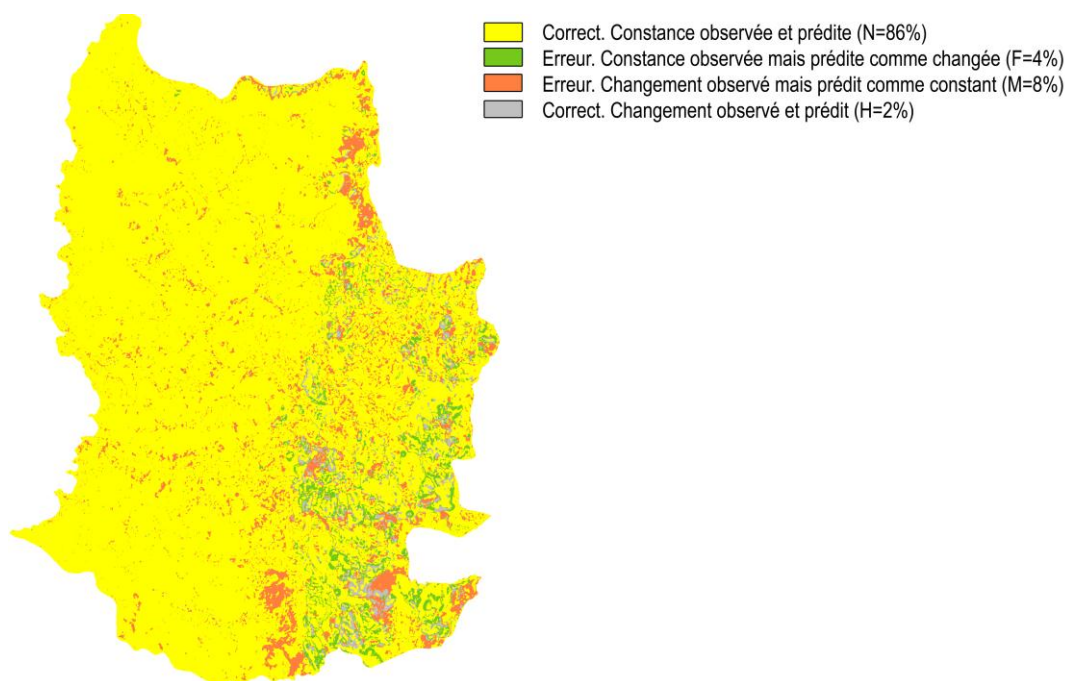 Correct. Constance observée et prédite (N=86%)
Erreur. Constance observée mais prédite comme changée (F=4%)
Erreur. Changement observé mais prédit comme constant (M=8%)
Correct. Changement observé et prédit (H=2%)